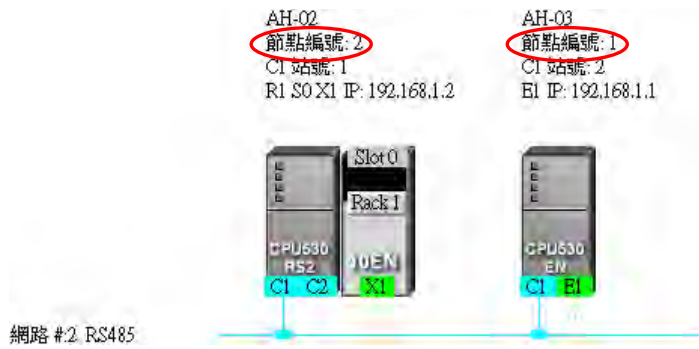 AH-02
節點編號: 2
C1 站號: 1
R1 S0 X1 IP: 192.168.1.2
AH-03
節點編號: 1
C1 站號: 2
E1 IP: 192.168.1.1
Slot 0
Rack 1
CPU530
RS2
10EN
C1 C2
X1
CPU530
EN
C1 E1
網路 #:2 RS485